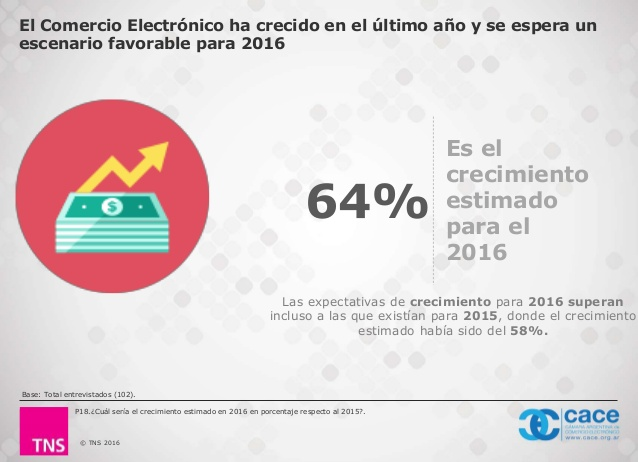 El Comercio Electrónico ha crecido en el último año y se espera un
escenario favorable para 2016
$
64%
Es el
crecimiento
estimado
para el
2016
Las expectativas de crecimiento para 2016 superan
incluso a las que existían para 2015, donde el crecimiento
estimado había sido del 58%.
Base: Total entrevistados (102).
P18.¿Cuál sería el crecimiento estimado en 2016 en porcentaje respecto al 2015?.
TNS
© TNS 2016
cace
CÁMARA ARGENTINA de
COMERCIO ELECTRÓNICO
www.cace.org.ar